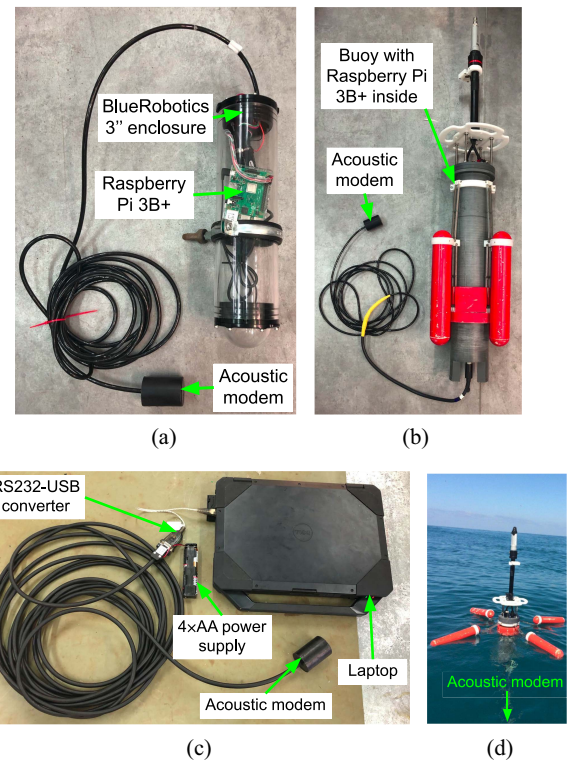 BlueRobotics
3’’ enclosure
Raspberry
Pi 3B+
Acoustic
modem
(a)
Buoy with
Raspberry Pi
3B+ inside
Acoustic
modem
(b)
RS232-USB
converter
4×AA power
supply
Laptop
Acoustic modem
(c)
Acoustic modem
(d)